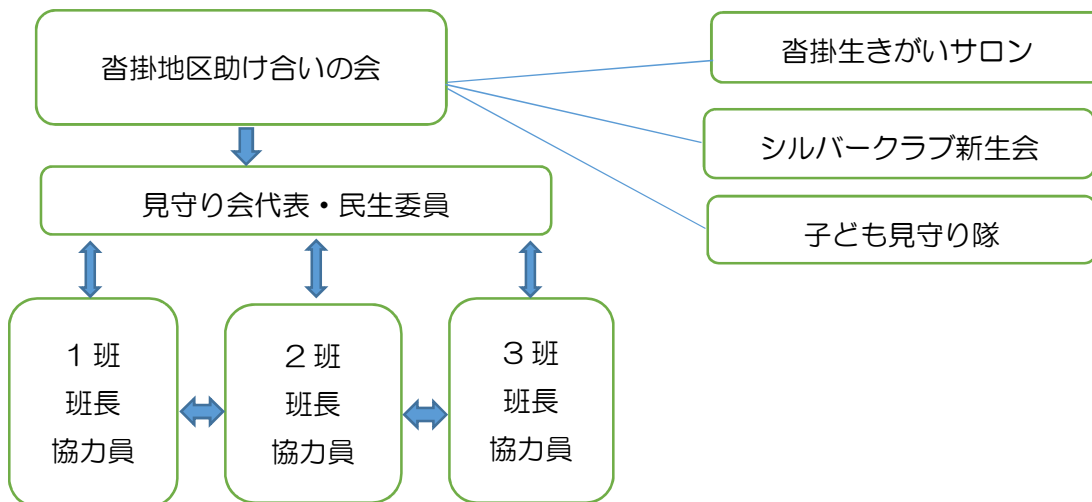 沓掛地区助け合いの会
沓掛生きがいサロン
シルバークラブ新生会
子ども見守り隊
見守り会代表・民生委員
１班
班長
協力員
２班
班長
協力員
３班
班長
協力員